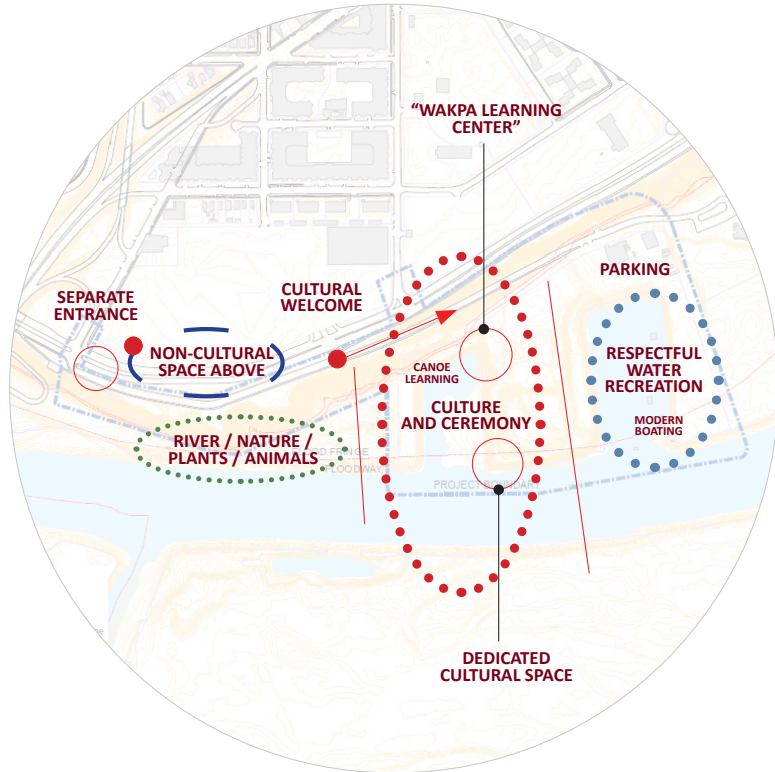 “WAKPA LEARNING
CENTER”
CULTURAL
WELCOME
PARKING
SEPARATE
ENTRANCE
NON-CULTURAL
SPACE ABOVE
CANOE
LEARNING
RESPECTFUL
WATER
RECREATION
CULTURE
AND CEREMONY
MODERN
BOATING
RIVER / NATURE /
PLANTS / ANIMALS
FRINGE
FLOODWAY
PROJECT BOUNDARY
DEDICATED
CULTURAL SPACE